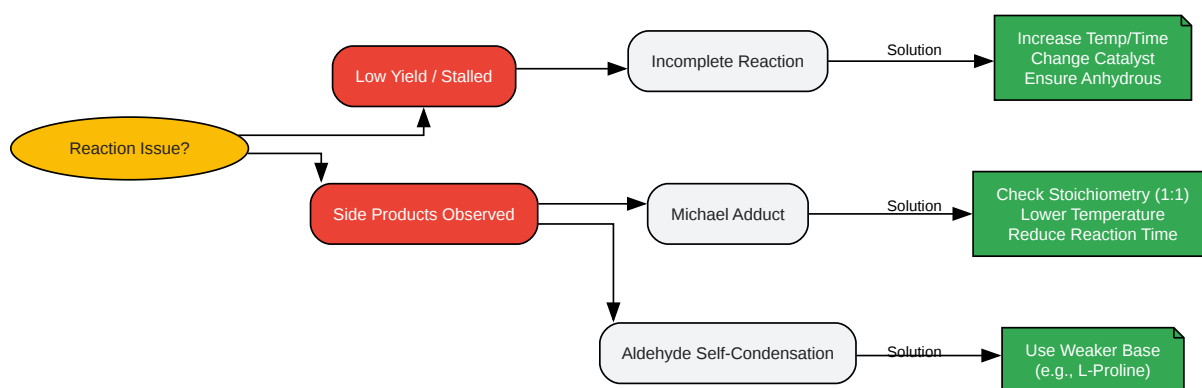 Reaction Issue?
Low Yield / Stalled
Incomplete Reaction
Solution
Increase Temp/Time
Change Catalyst
Ensure Anhydrous
Side Products Observed
Michael Adduct
Solution
Check Stoichiometry (1:1)
Lower Temperature
Reduce Reaction Time
Aldehyde Self-Condensation
Solution
Use Weaker Base
(e.g., L-Proline)